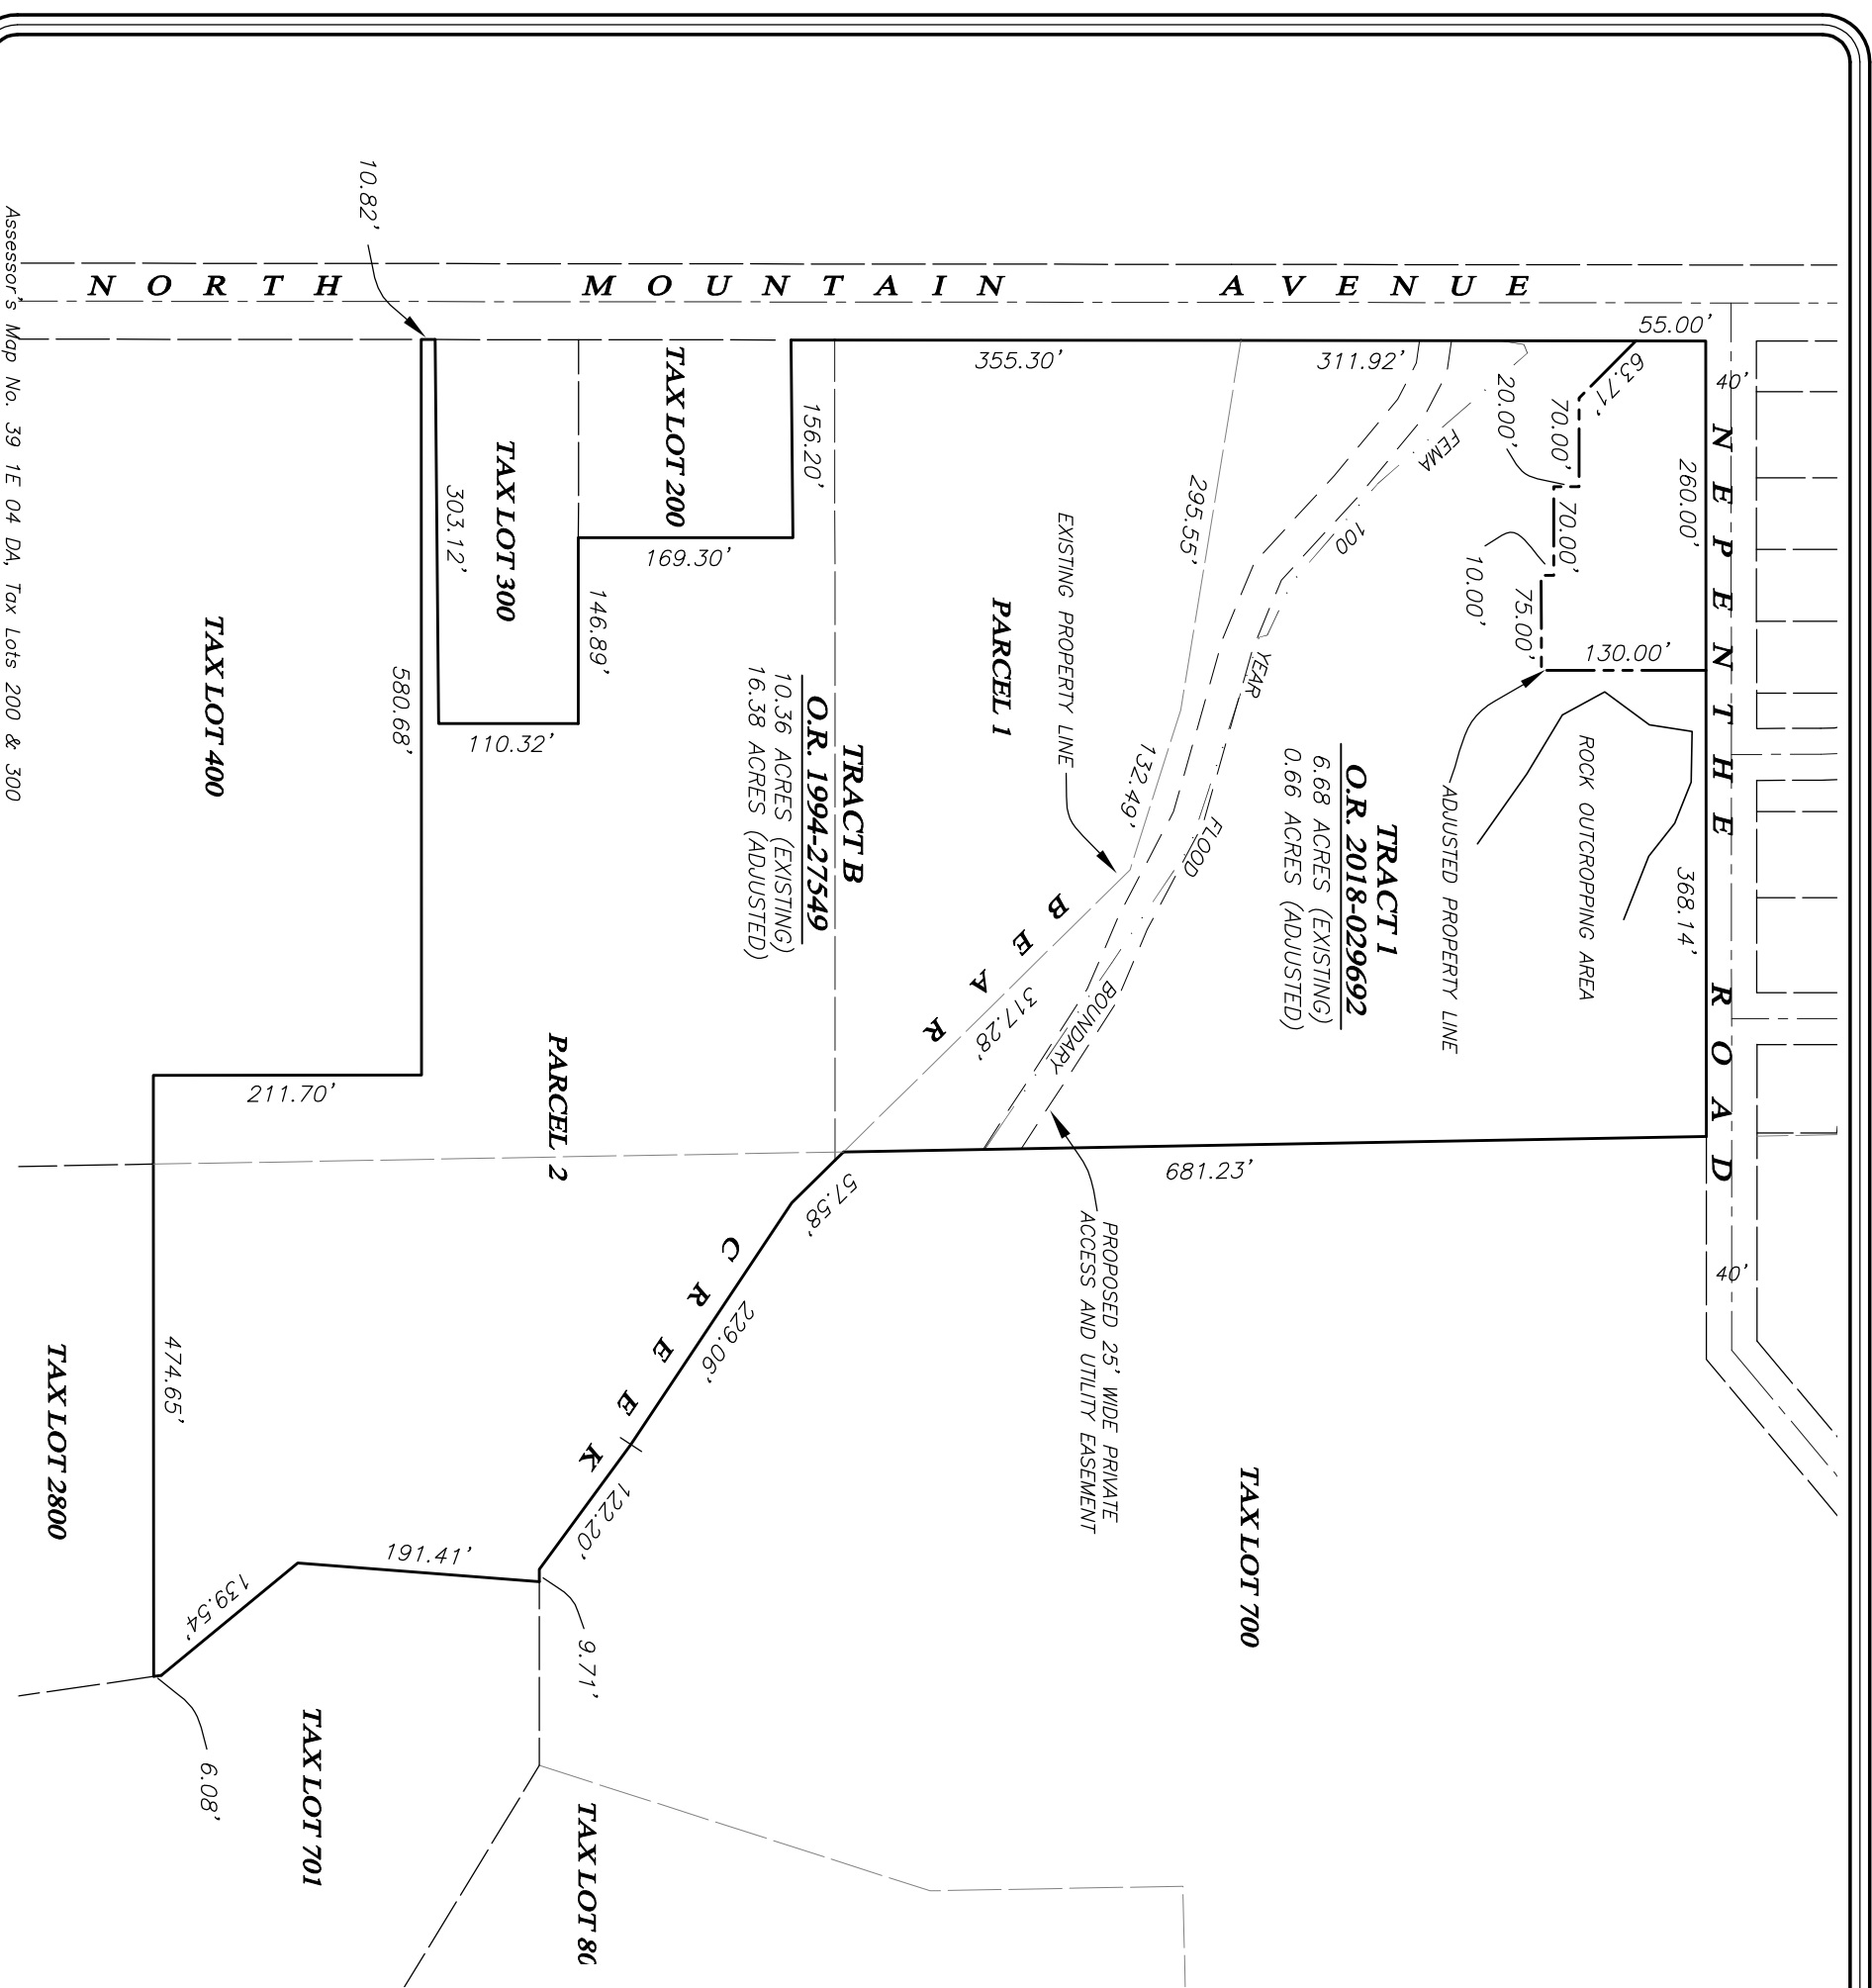 NORTH MOUNTAIN AVENUE
NEPENTHE ROAD
40'
40'
55.00'
260.00'
368.14'
63.71'
70.00'
20.00'
70.00'
10.00'
75.00'
130.00'
ROCK OUTCROPPING AREA
ADJUSTED PROPERTY LINE
TRACT 1
O.R. 2018-029692
6.68 ACRES (EXISTING)
0.66 ACRES (ADJUSTED)
311.92'
355.30'
FEMA 100 YEAR FLOOD BOUNDARY
295.55'
132.49'
317.28'
EXISTING PROPERTY LINE
PARCEL 1
681.23'
PROPOSED 25' WIDE PRIVATE
ACCESS AND UTILITY EASEMENT
TAX LOT 700
BEAR CREEK
TRACT B
O.R. 1994-27549
10.36 ACRES (EXISTING)
16.38 ACRES (ADJUSTED)
156.20'
TAX LOT 200
169.30'
146.89'
TAX LOT 300
303.12'
110.32'
10.82'
580.68'
TAX LOT 400
211.70'
PARCEL 2
57.58'
229.06'
122.20'
9.71'
191.41'
139.54'
6.08'
474.65'
TAX LOT 2800
TAX LOT 701
TAX LOT 80
Assessor's Map No. 39 1E 04 DA, Tax Lots 200 & 300